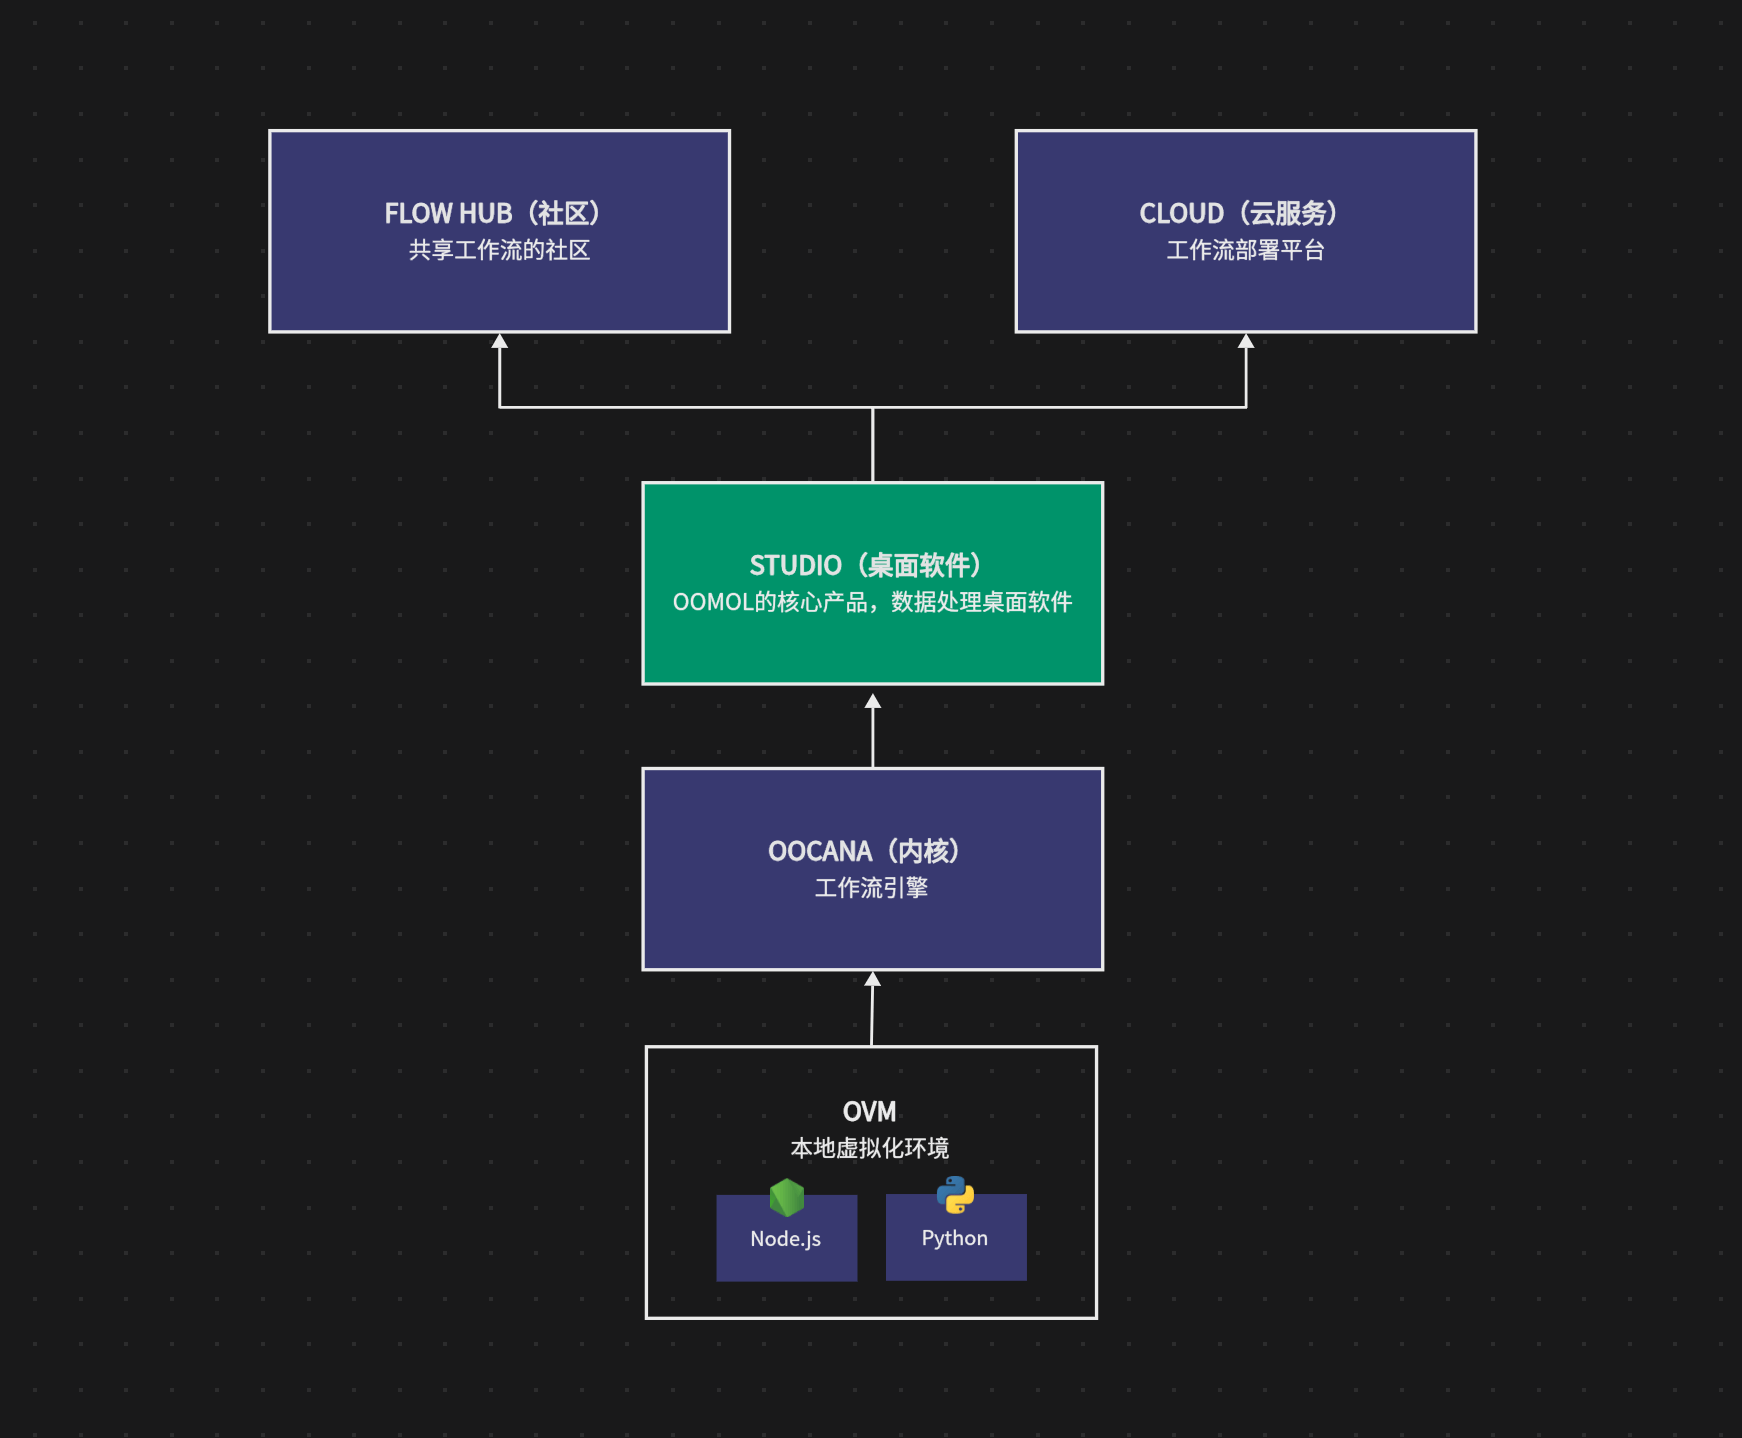 FLOW HUB（社区）
共享工作流的社区
CLOUD（云服务）
工作流部署平台
STUDIO（桌面软件）
OOMOL的核心产品，数据处理桌面软件
OOCANA（内核）
工作流引擎
OVM
本地虚拟化环境
Node.js
Python